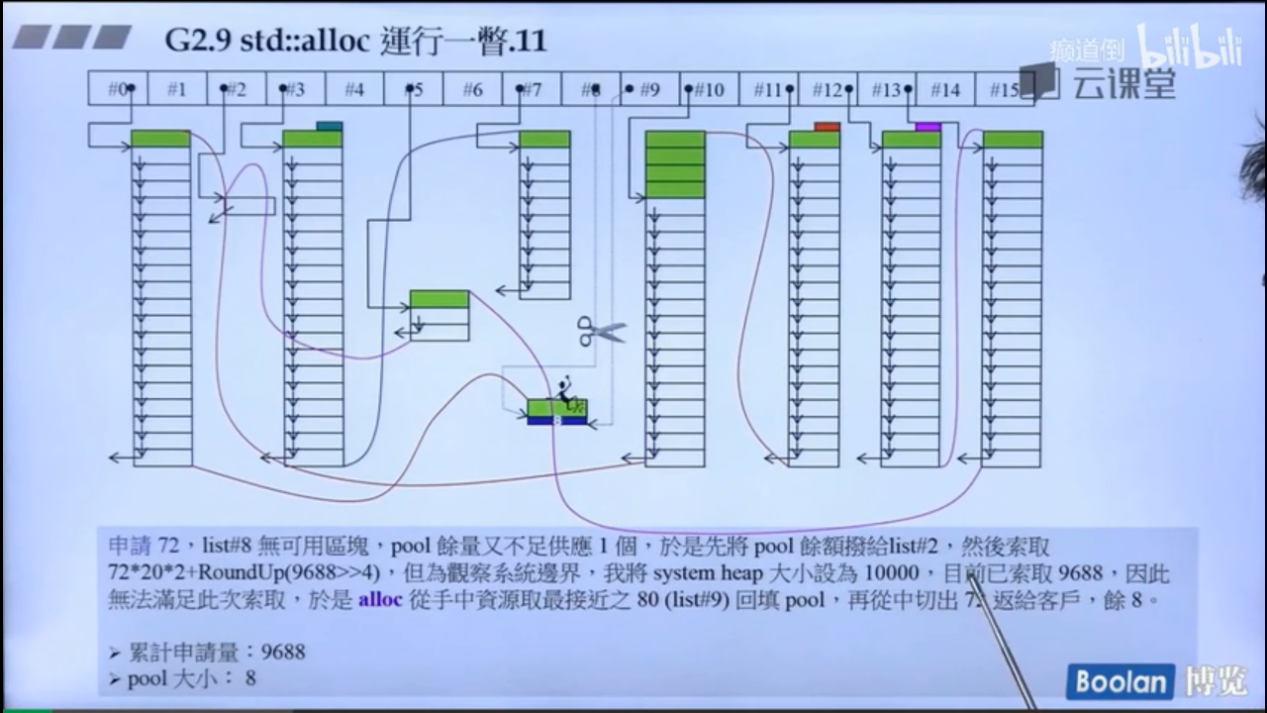 G2.9 std::alloc 運行一瞥.11
癫道倒 bilibili
云课堂
#0 #1 #2 #3 #4 #5 #6 #7 #8 #9 #10 #11 #12 #13 #14 #15
申請 72，list#8 無可用區塊，pool 餘量又不足供應 1 個，於是先將 pool 餘額撥給list#2，然後索取
72*20*2+RoundUp(9688>>4)，但為觀察系統邊界，我將 system heap 大小設為 10000，目前已索取 9688，因此
無法滿足此次索取，於是 alloc 從手中資源取最接近之 80 (list#9) 回填 pool，再從中切出 72 返給客戶，餘 8。
➢ 累計申請量：9688
➢ pool 大小： 8
Boolan 博览